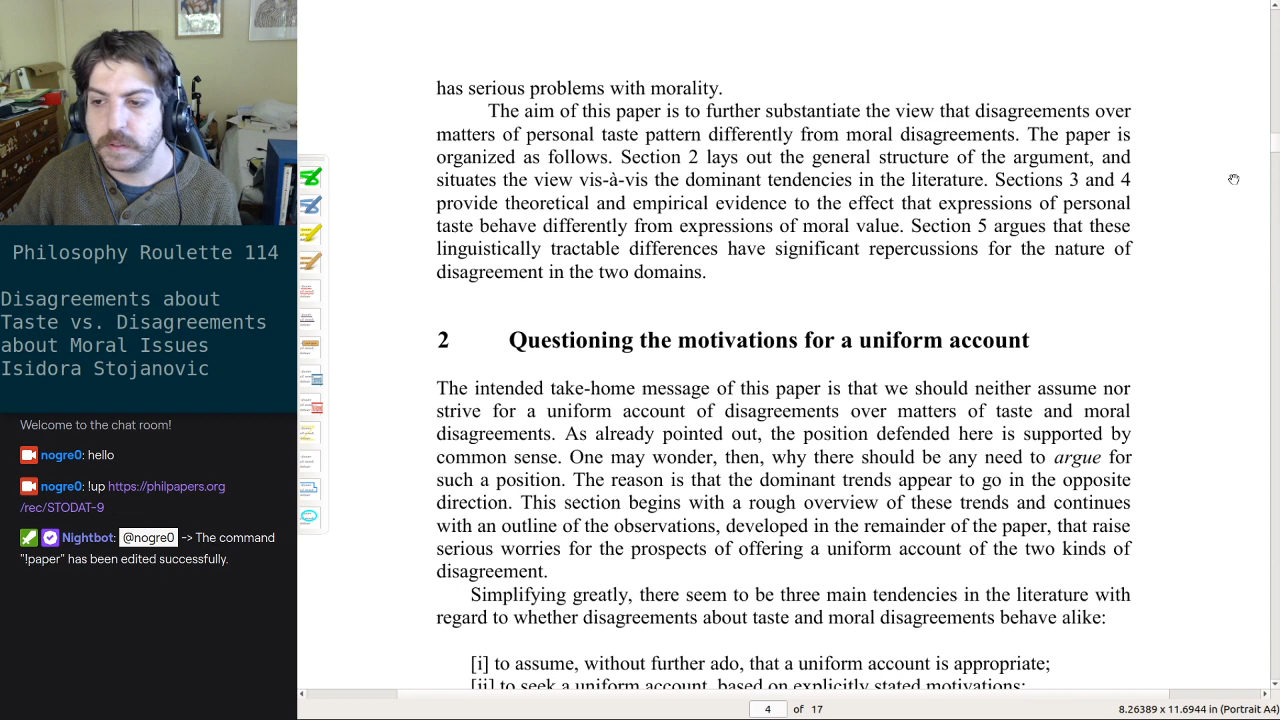 Philosophy Roulette 114
Disagreements about
Taste vs. Disagreements
about Moral Issues
Isidora Stojanovic
Welcome to the chat room!
nogre0: hello
nogre0: !up https://philpapers.org
/rec/STODAT-9
Nightbot: @nogre0 -> The command
"!paper" has been edited successfully.
has serious problems with morality.
The aim of this paper is to further substantiate the view that disagreements over
matters of personal taste pattern differently from moral disagreements. The paper is
organized as follows. Section 2 lays out the general structure of the argument, and
situates the view vis-à-vis the dominant tendencies in the literature. Sections 3 and 4
provide theoretical and empirical evidence to the effect that expressions of personal
taste behave differently from expressions of moral value. Section 5 argues that these
linguistically tractable differences have significant repercussions on the nature of
disagreement in the two domains.
2 Questioning the motivations for a uniform account
The intended take-home message of this paper is that we should neither assume nor
strive for a uniform account of disagreements over matters of taste and moral
disagreements. As already pointed out, the position defended here is supported by
common sense. One may wonder, then, why there should be any need to argue for
such a position. The reason is that the dominant trends appear to go in the opposite
direction. This section begins with a rough overview of these trends, and continues
with an outline of the observations, developed in the remainder of the paper, that raise
serious worries for the prospects of offering a uniform account of the two kinds of
disagreement.
Simplifying greatly, there seem to be three main tendencies in the literature with
regard to whether disagreements about taste and moral disagreements behave alike:
[i] to assume, without further ado, that a uniform account is appropriate;
[ii] to seek a uniform account, based on explicitly stated motivations;
4 of 17
8.26389 x 11.6944 in (Portrait A4)